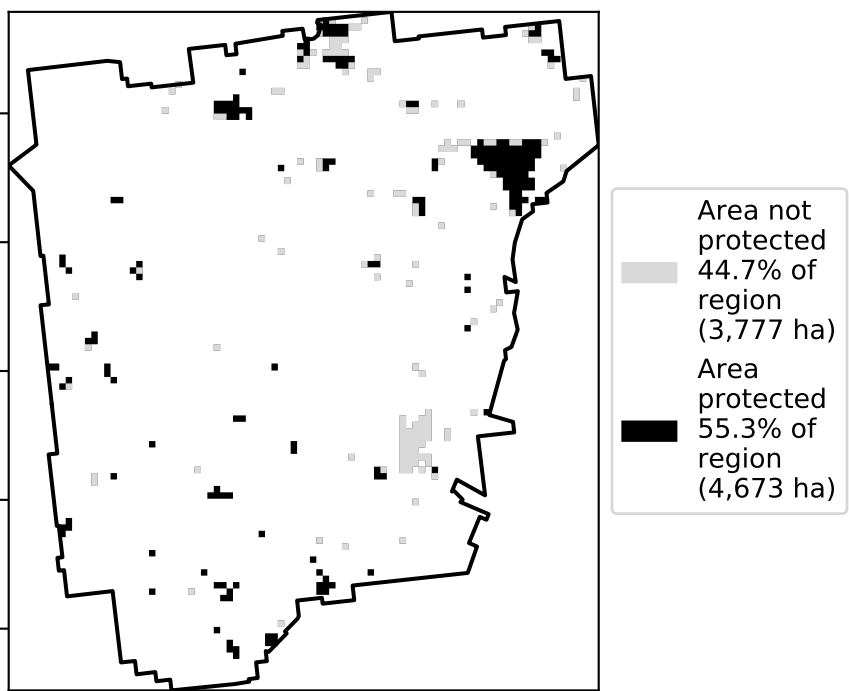 Area not
protected
44.7% of
region
(3,777 ha)
Area
protected
55.3% of
region
(4,673 ha)